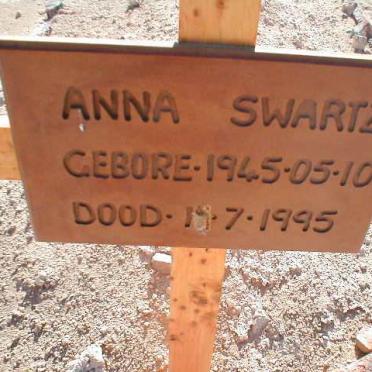 ANNA SWARTZ
GEBORE·1945·05·10
DOOD· ·7·1995